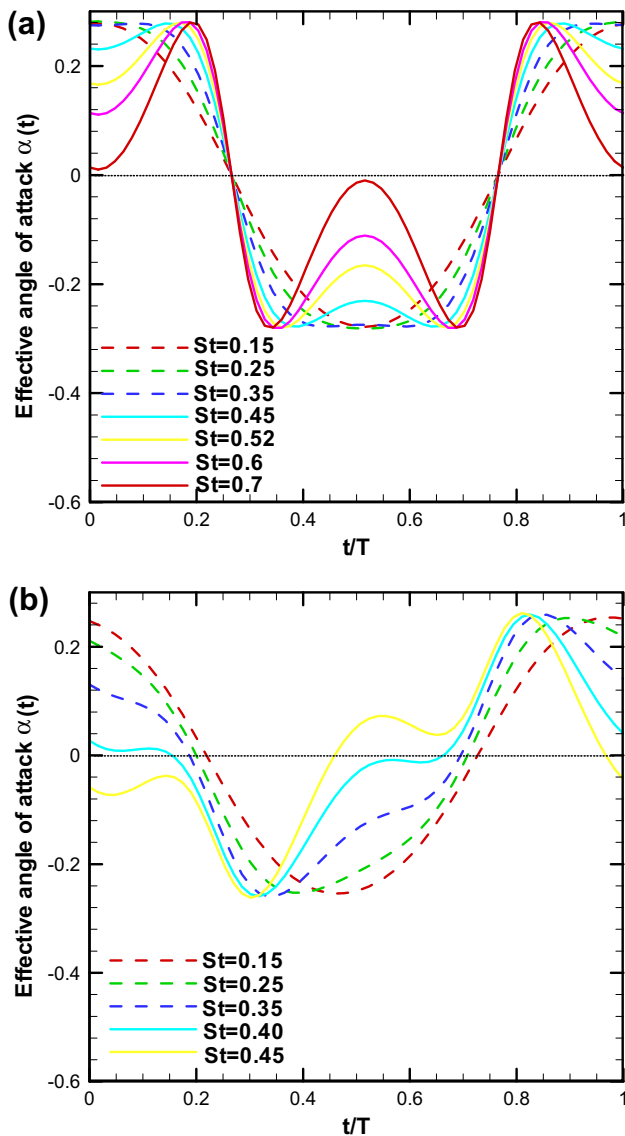 (a)
0.2
0
-0.2
-0.4
-0.6
Effective angle of attack α(t)
St=0.15
St=0.25
St=0.35
St=0.45
St=0.52
St=0.6
St=0.7
0 0.2 0.4 0.6 0.8 1
t/T
(b)
0.2
0
-0.2
-0.4
-0.6
Effective angle of attack α(t)
St=0.15
St=0.25
St=0.35
St=0.40
St=0.45
0 0.2 0.4 0.6 0.8 1
t/T